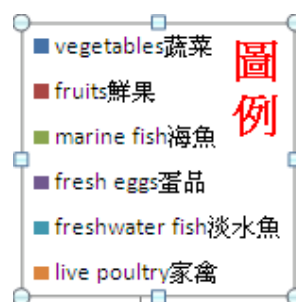 vegetables蔬菜
fruits鮮果
marine fish海魚
fresh eggs蛋品
freshwater fish淡水魚
live poultry家禽
圖例